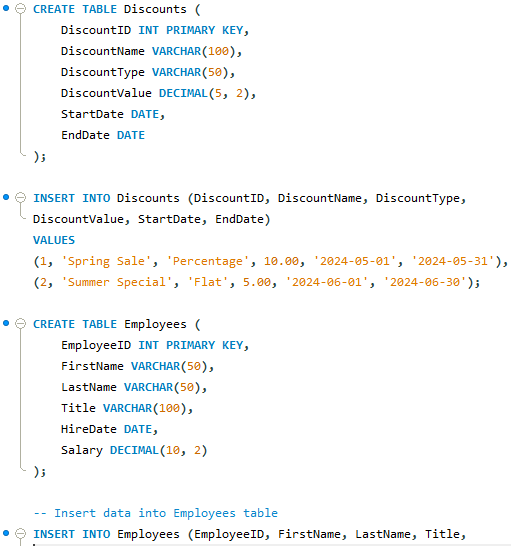 CREATE TABLE Discounts (
DiscountID INT PRIMARY KEY,
DiscountName VARCHAR(100),
DiscountType VARCHAR(50),
DiscountValue DECIMAL(5, 2),
StartDate DATE,
EndDate DATE
);
INSERT INTO Discounts (DiscountID, DiscountName, DiscountType,
DiscountValue, StartDate, EndDate)
VALUES
(1, 'Spring Sale', 'Percentage', 10.00, '2024-05-01', '2024-05-31'),
(2, 'Summer Special', 'Flat', 5.00, '2024-06-01', '2024-06-30');
CREATE TABLE Employees (
EmployeeID INT PRIMARY KEY,
FirstName VARCHAR(50),
LastName VARCHAR(50),
Title VARCHAR(100),
HireDate DATE,
Salary DECIMAL(10, 2)
);
-- Insert data into Employees table
INSERT INTO Employees (EmployeeID, FirstName, LastName, Title,